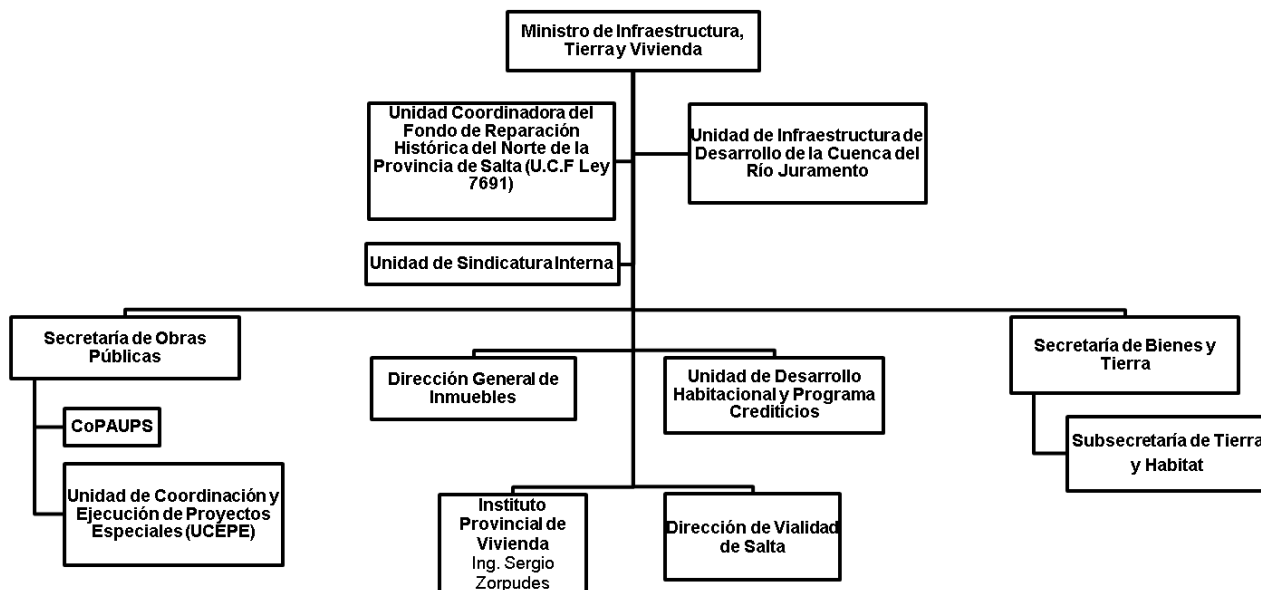 Ministro de Infraestructura,
Tierra y Vivienda
Unidad Coordinadora del
Fondo de Reparación
Histórica del Norte de la
Provincia de Salta (U.C.F Ley
7691)
Unidad de Infraestructura de
Desarrollo de la Cuenca del
Río Juramento
Unidad de Sindicatura Interna
Secretaría de Obras
Públicas
CoPAUPS
Unidad de Coordinación y
Ejecución de Proyectos
Especiales (UCEPE)
Dirección General de
Inmuebles
Unidad de Desarrollo
Habitacional y Programa
Crediticios
Secretaría de Bienes y
Tierra
Subsecretaría de Tierra
y Habitat
Instituto
Provincial de
Vivienda
Ing. Sergio
Zorpudes
Dirección de Vialidad
de Salta